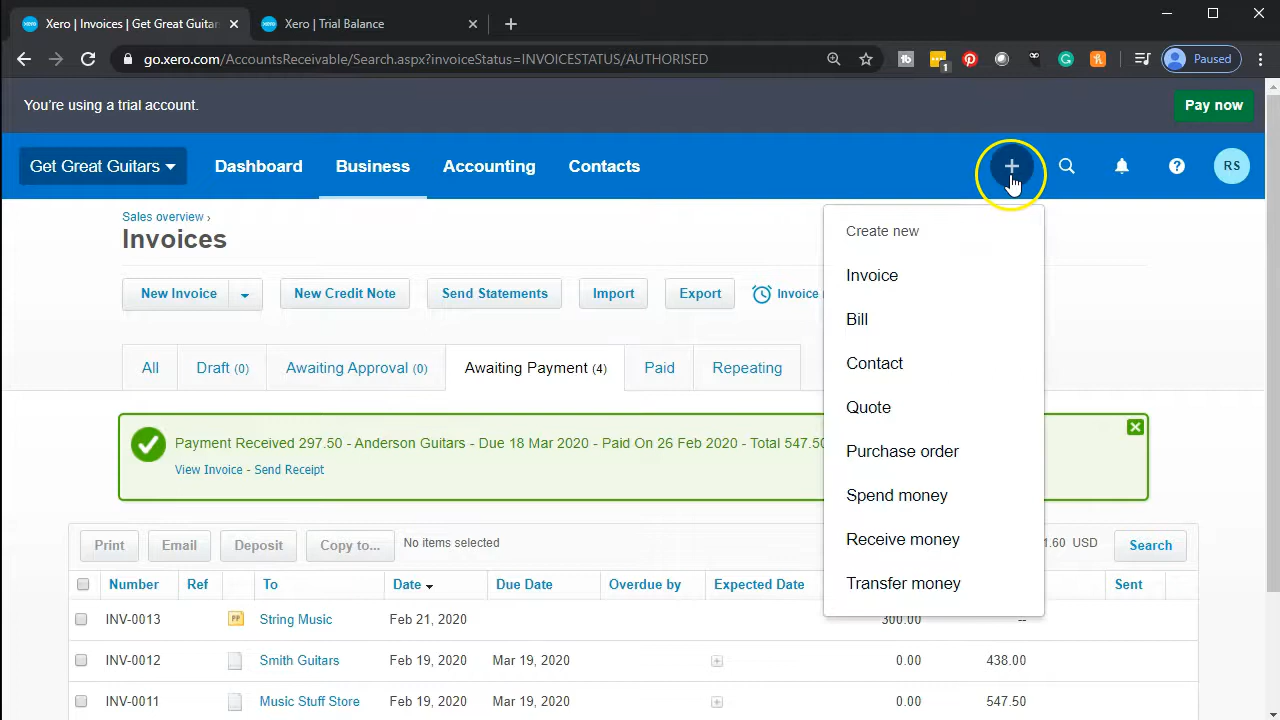 Xero | Invoices | Get Great Guitar
Xero | Trial Balance
go.xero.com/AccountsReceivable/Search.aspx?invoiceStatus=INVOICESTATUS/AUTHORISED
1
Paused
You're using a trial account.
Pay now
Get Great Guitars
Dashboard
Business
Accounting
Contacts
RS
Sales overview ›
Invoices
Create new
Invoice
Bill
Contact
Quote
Purchase order
Spend money
Receive money
Transfer money
New Invoice
New Credit Note
Send Statements
Import
Export
Invoice
All
Draft (0)
Awaiting Approval (0)
Awaiting Payment (4)
Paid
Repeating
Payment Received 297.50 - Anderson Guitars - Due 18 Mar 2020 - Paid On 26 Feb 2020 - Total 547.50
View Invoice - Send Receipt
Print
Email
Deposit
Copy to...
No items selected
1.60 USD
Search
Number Ref To Date Due Date Overdue by Expected Date Sent
INV-0013 PP String Music Feb 21, 2020 300.00 --
INV-0012 Smith Guitars Feb 19, 2020 Mar 19, 2020 0.00 438.00
INV-0011 Music Stuff Store Feb 19, 2020 Mar 19, 2020 0.00 547.50